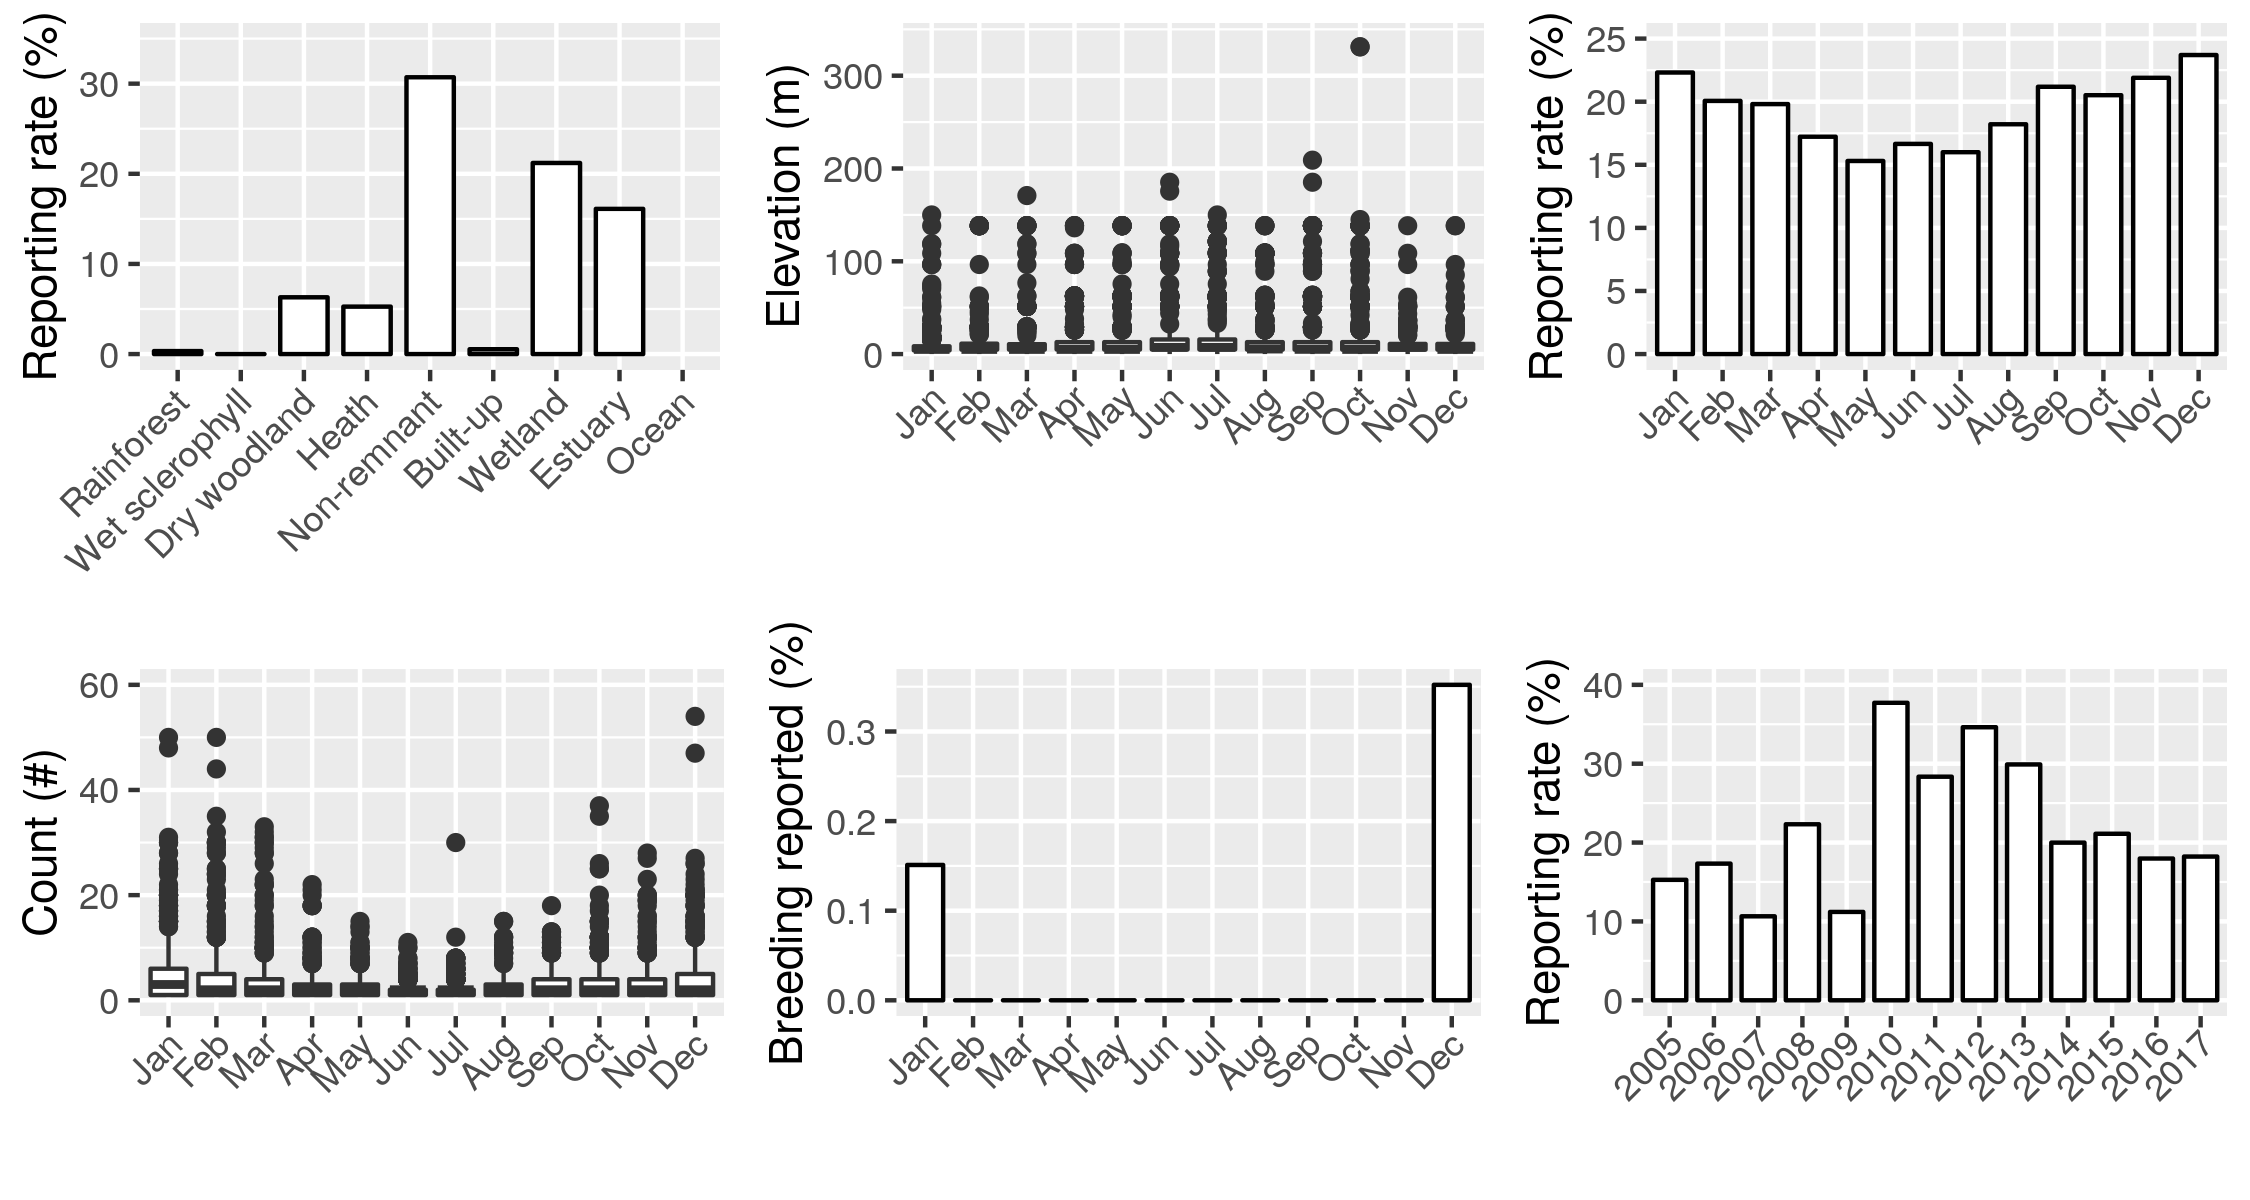 Reporting rate (%)
30
20
10
0
Rainforest
Wet sclerophyll
Dry woodland
Heath
Non-remnant
Built-up
Wetland
Estuary
Ocean
Elevation (m)
300
200
100
0
Jan
Feb
Mar
Apr
May
Jun
Jul
Aug
Sep
Oct
Nov
Dec
Reporting rate (%)
25
20
15
10
5
0
Jan
Feb
Mar
Apr
May
Jun
Jul
Aug
Sep
Oct
Nov
Dec
Count (#)
60
40
20
0
Jan
Feb
Mar
Apr
May
Jun
Jul
Aug
Sep
Oct
Nov
Dec
Breeding reported (%)
0.3
0.2
0.1
0.0
Jan
Feb
Mar
Apr
May
Jun
Jul
Aug
Sep
Oct
Nov
Dec
Reporting rate (%)
40
30
20
10
0
2005
2006
2007
2008
2009
2010
2011
2012
2013
2014
2015
2016
2017